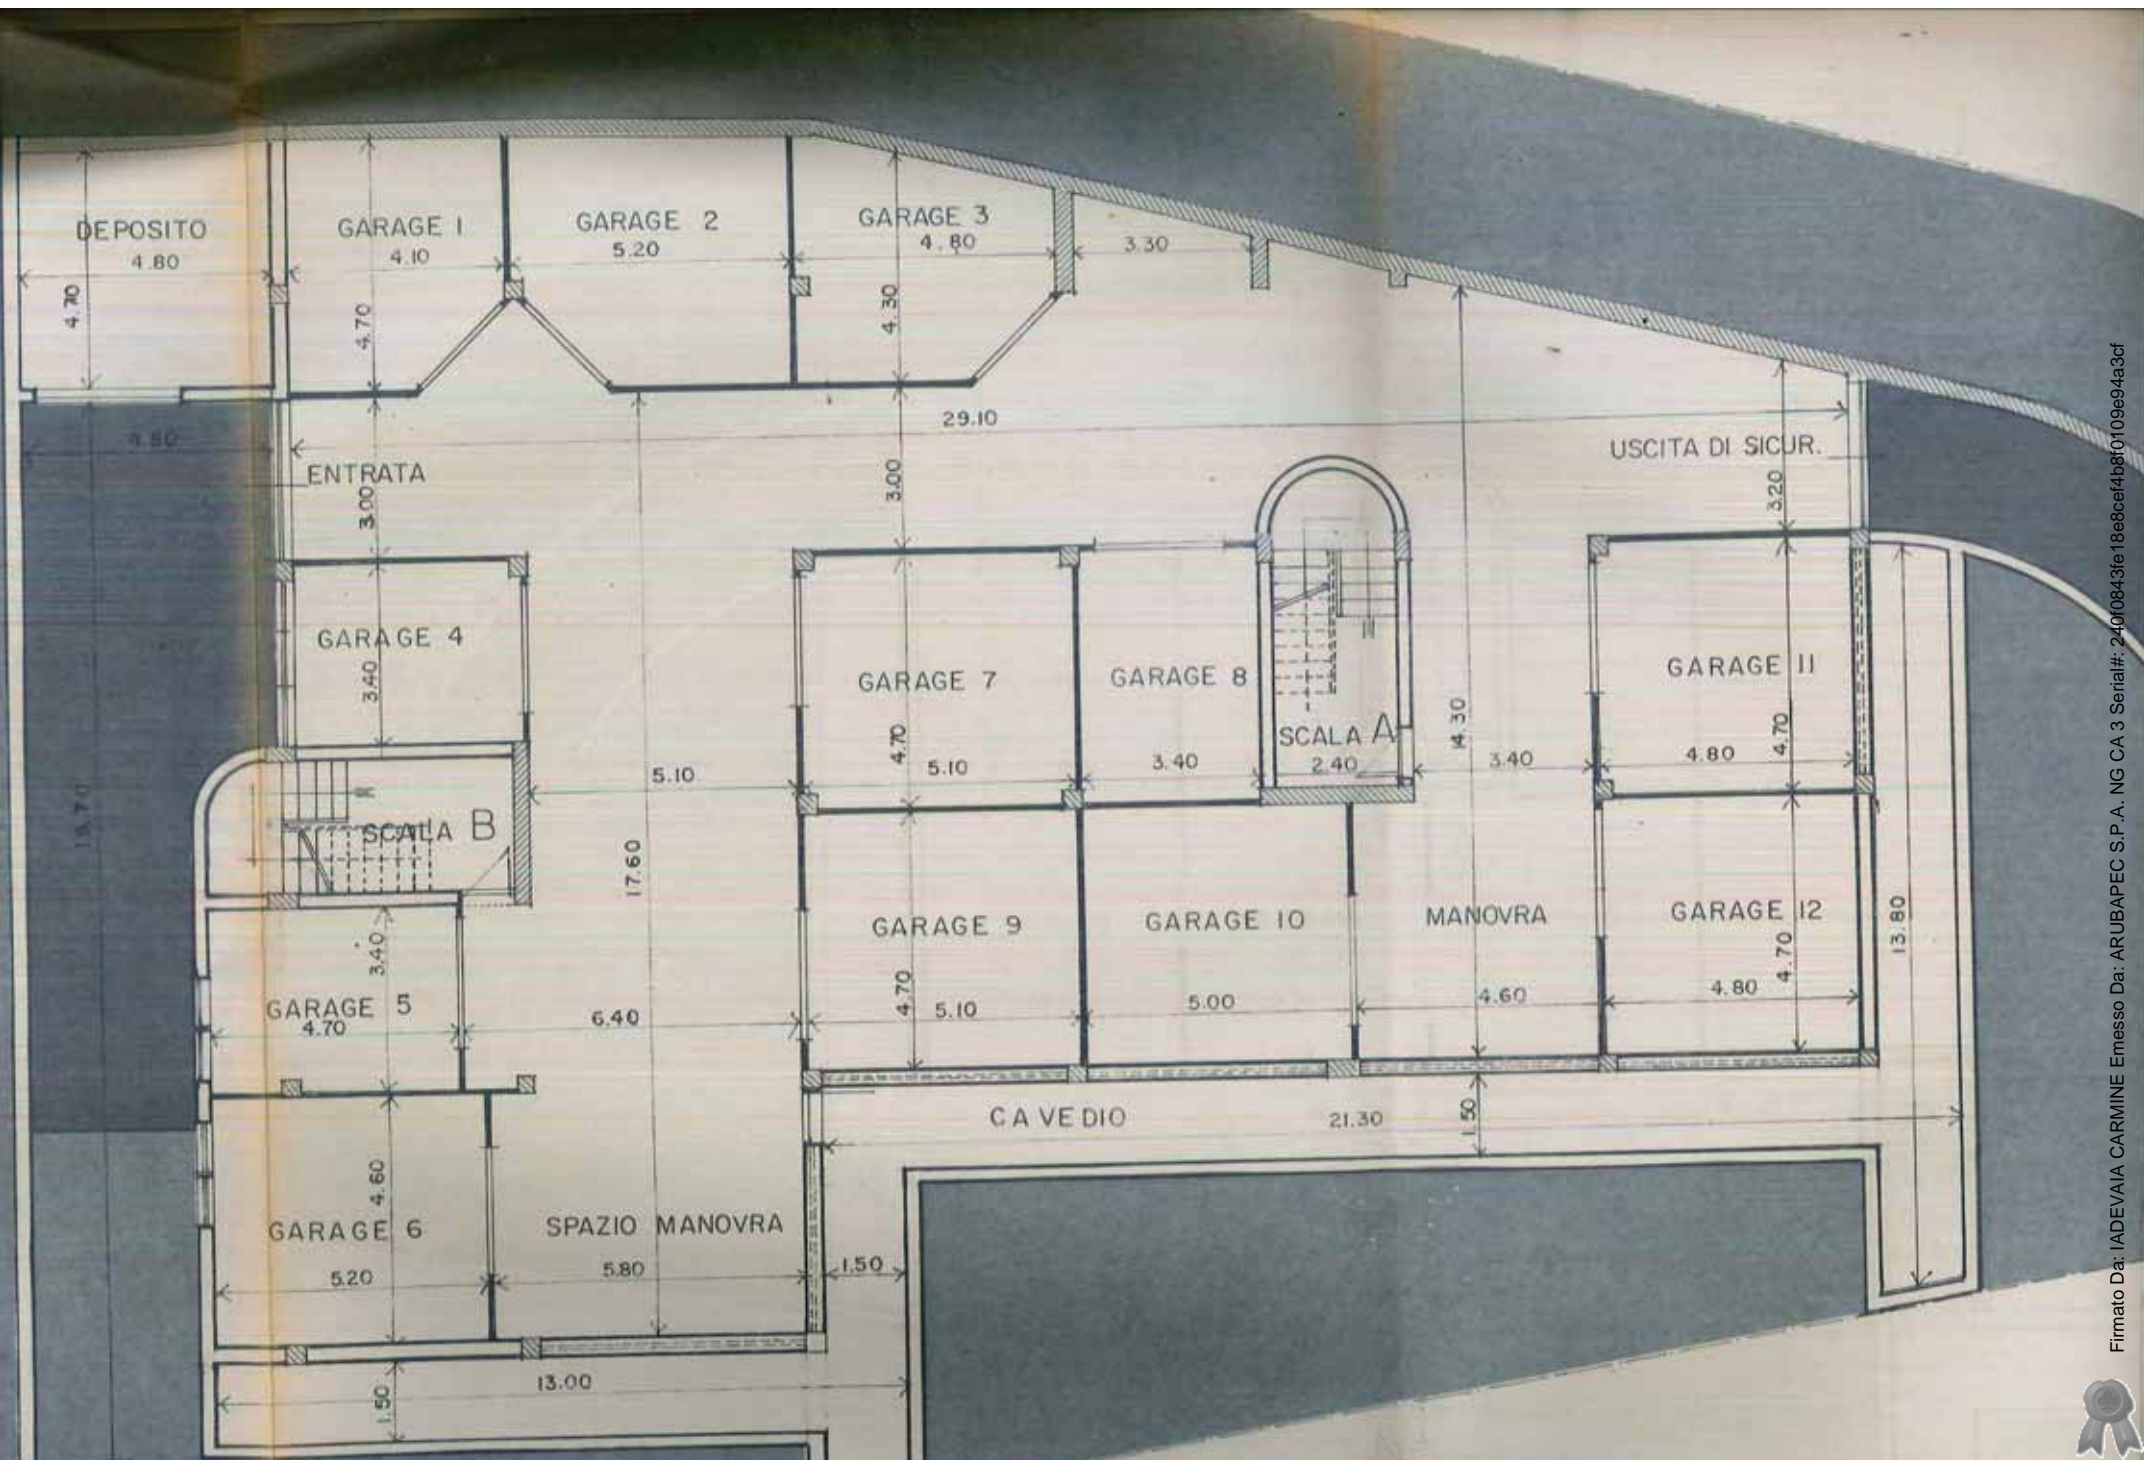 DEPOSITO
4.80
4.70
GARAGE 1
4.10
4.70
GARAGE 2
5.20
GARAGE 3
4.80
4.30
3.30
4.80
29.10
ENTRATA
3.00
3.00
USCITA DI SICUR.
3.20
GARAGE 4
3.40
GARAGE 7
4.70
5.10
GARAGE 8
3.40
SCALA A
2.40
14.30
3.40
GARAGE 11
4.80
4.70
5.10
SCALA B
17.60
GARAGE 5
3.40
4.70
6.40
GARAGE 9
4.70
5.10
GARAGE 10
5.00
MANOVRA
4.60
GARAGE 12
4.70
4.80
13.80
CAVEDIO
21.30
1.50
GARAGE 6
4.60
5.20
SPAZIO MANOVRA
5.80
1.50
13.00
1.50
Firmato Da: IADEVAIA CARMINE Emesso Da: ARUBAPEC S.P.A. NG CA 3 Serial#: 240f0843fe18e8cef4b8f0109e94a3cf